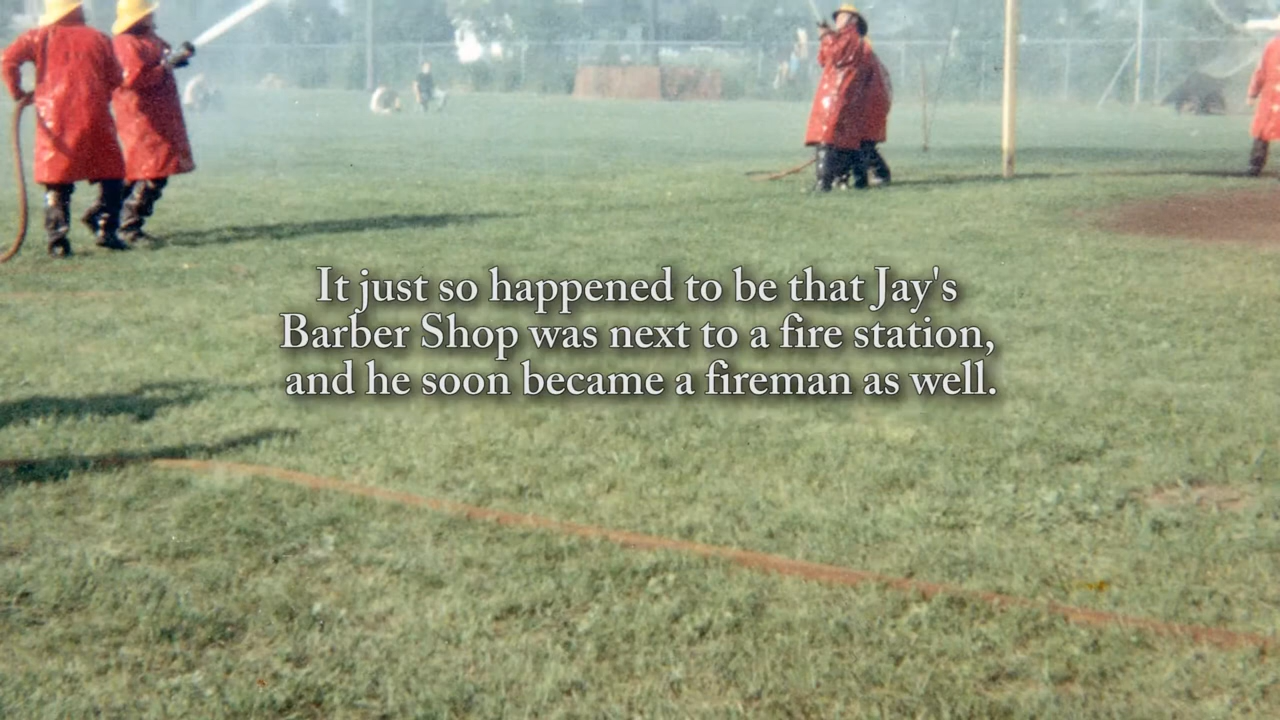 It just so happened to be that Jay's
Barber Shop was next to a fire station,
and he soon became a fireman as well.